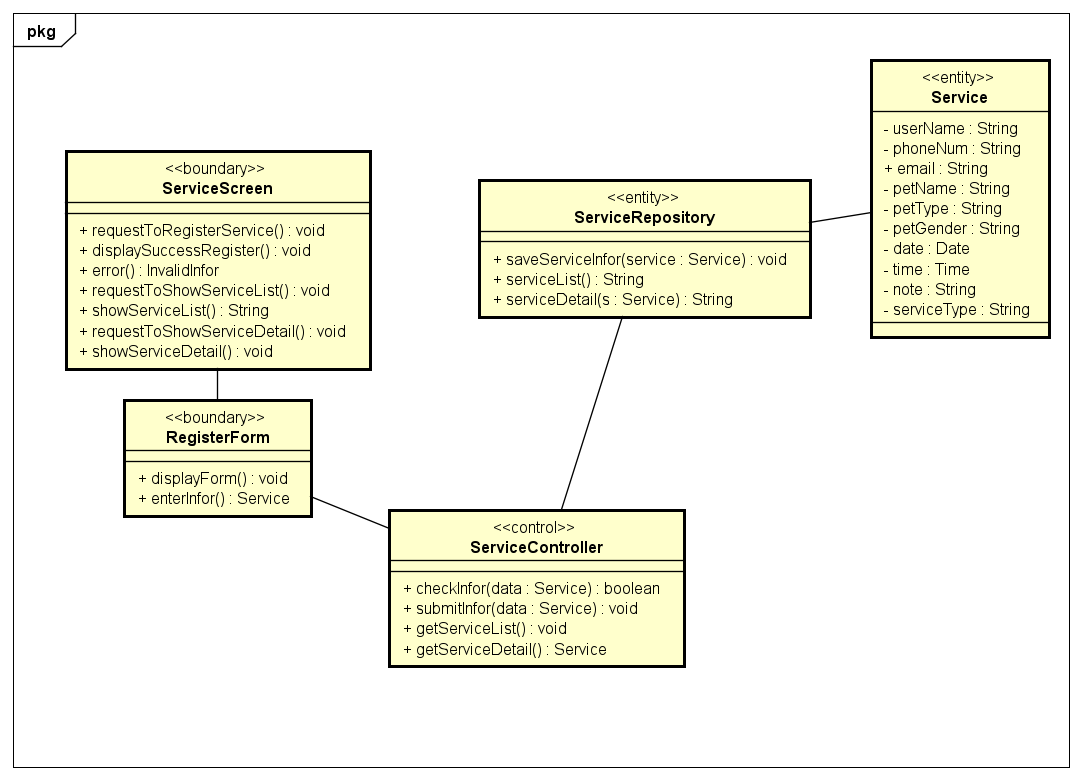 pkg
<<entity>>
Service
- userName : String
- phoneNum : String
+ email : String
- petName : String
- petType : String
- petGender : String
- date : Date
- time : Time
- note : String
- serviceType : String
<<boundary>>
ServiceScreen
+ requestToRegisterService() : void
+ displaySuccessRegister() : void
+ error() : InvalidInfor
+ requestToShowServiceList() : void
+ showServiceList() : String
+ requestToShowServiceDetail() : void
+ showServiceDetail() : void
<<entity>>
ServiceRepository
+ saveServiceInfor(service : Service) : void
+ serviceList() : String
+ serviceDetail(s : Service) : String
<<boundary>>
RegisterForm
+ displayForm() : void
+ enterInfor() : Service
<<control>>
ServiceController
+ checkInfor(data : Service) : boolean
+ submitInfor(data : Service) : void
+ getServiceList() : void
+ getServiceDetail() : Service